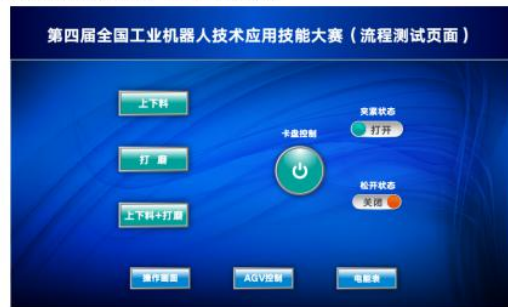 第四届全国工业机器人技术应用技能大赛（流程测试页面）
上下料
夹紧状态
打开
卡盘控制
打 磨
松开状态
关闭
上下料+打磨
操作画面
AGV控制
电能表